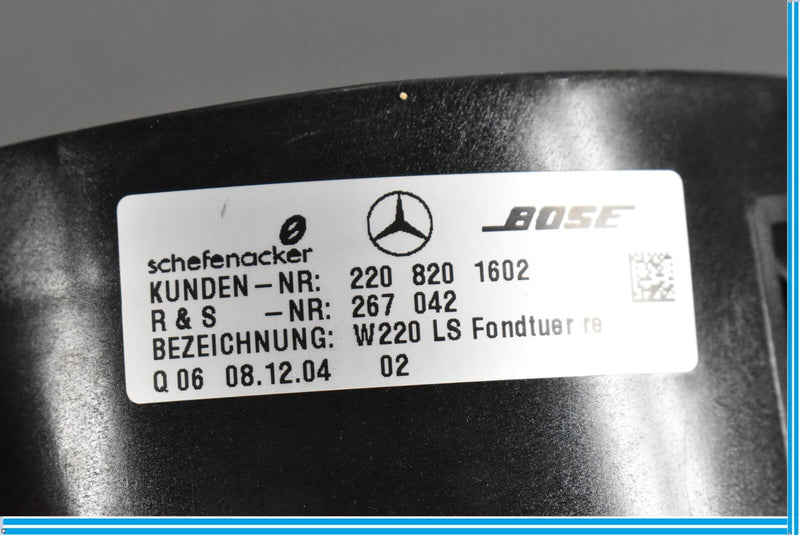 schefenacker
BOSE
KUNDEN-NR: 220 820 1602
R & S -NR: 267 042
BEZEICHNUNG: W220 LS Fondtuer re
Q 06 08.12.04 02